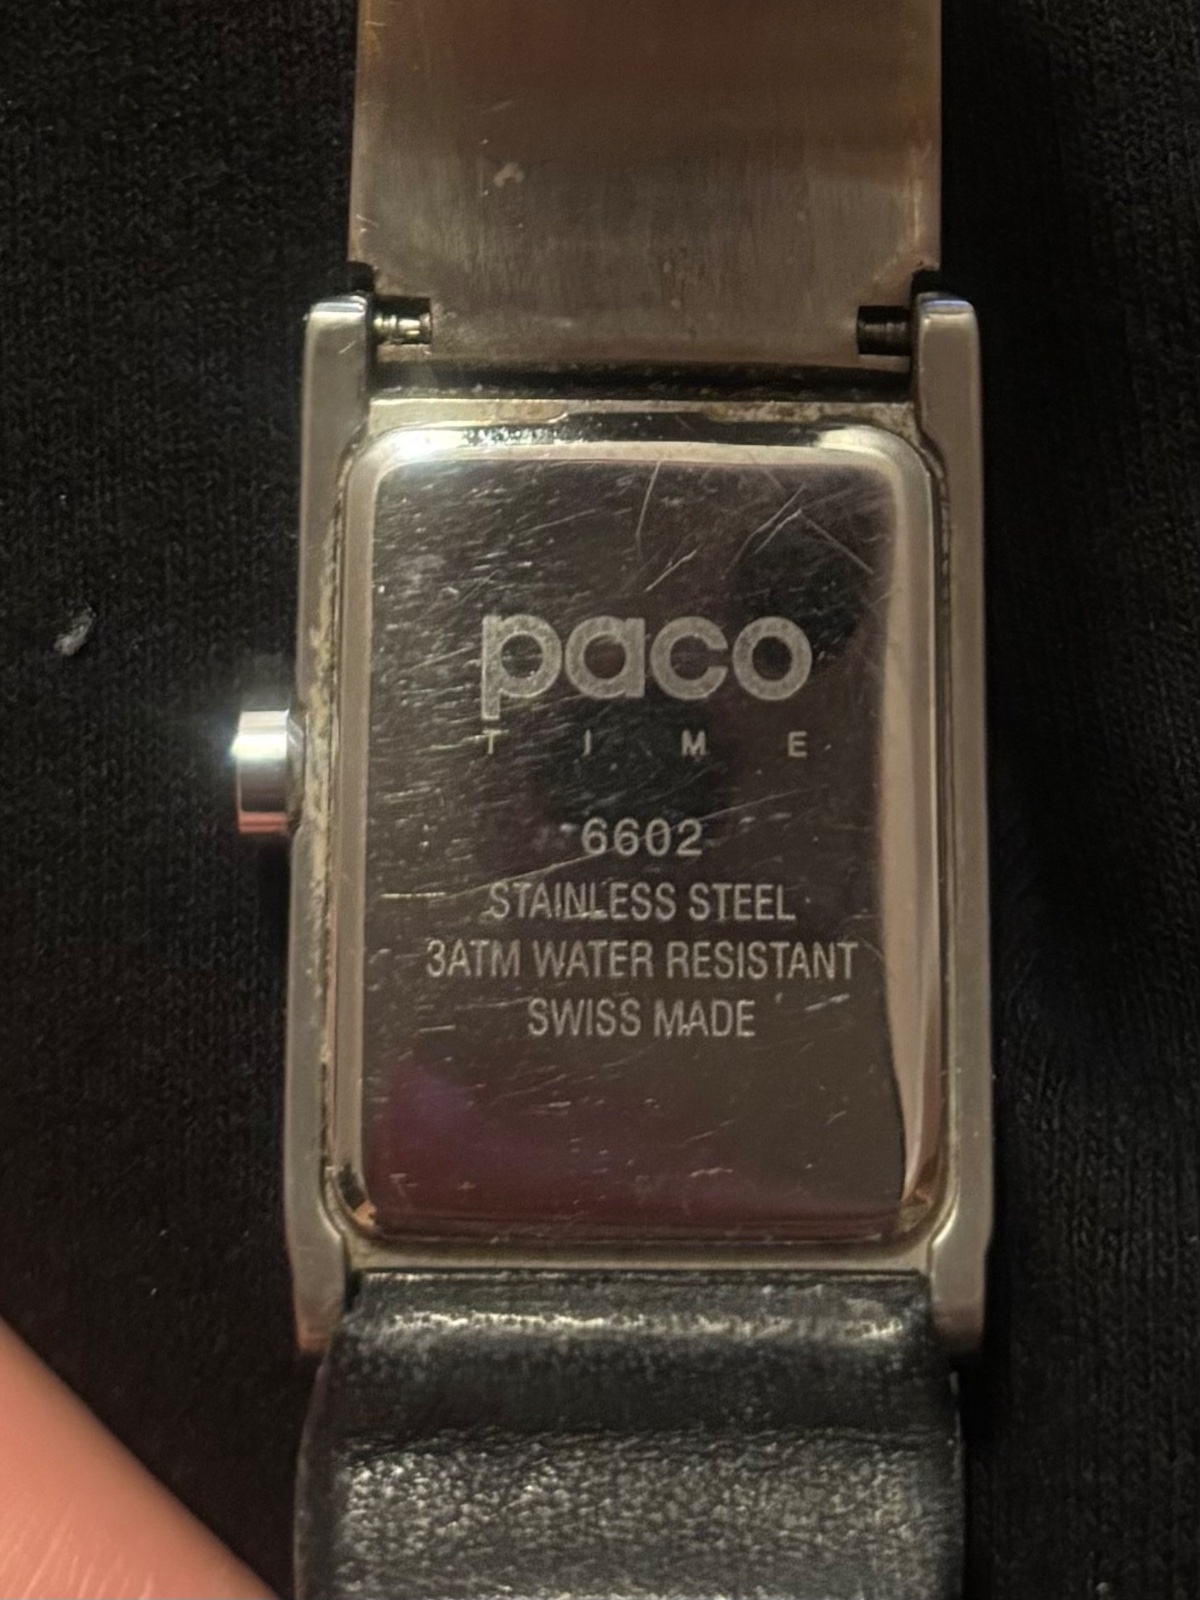 paco
TIME
6602
STAINLESS STEEL
3ATM WATER RESISTANT
SWISS MADE